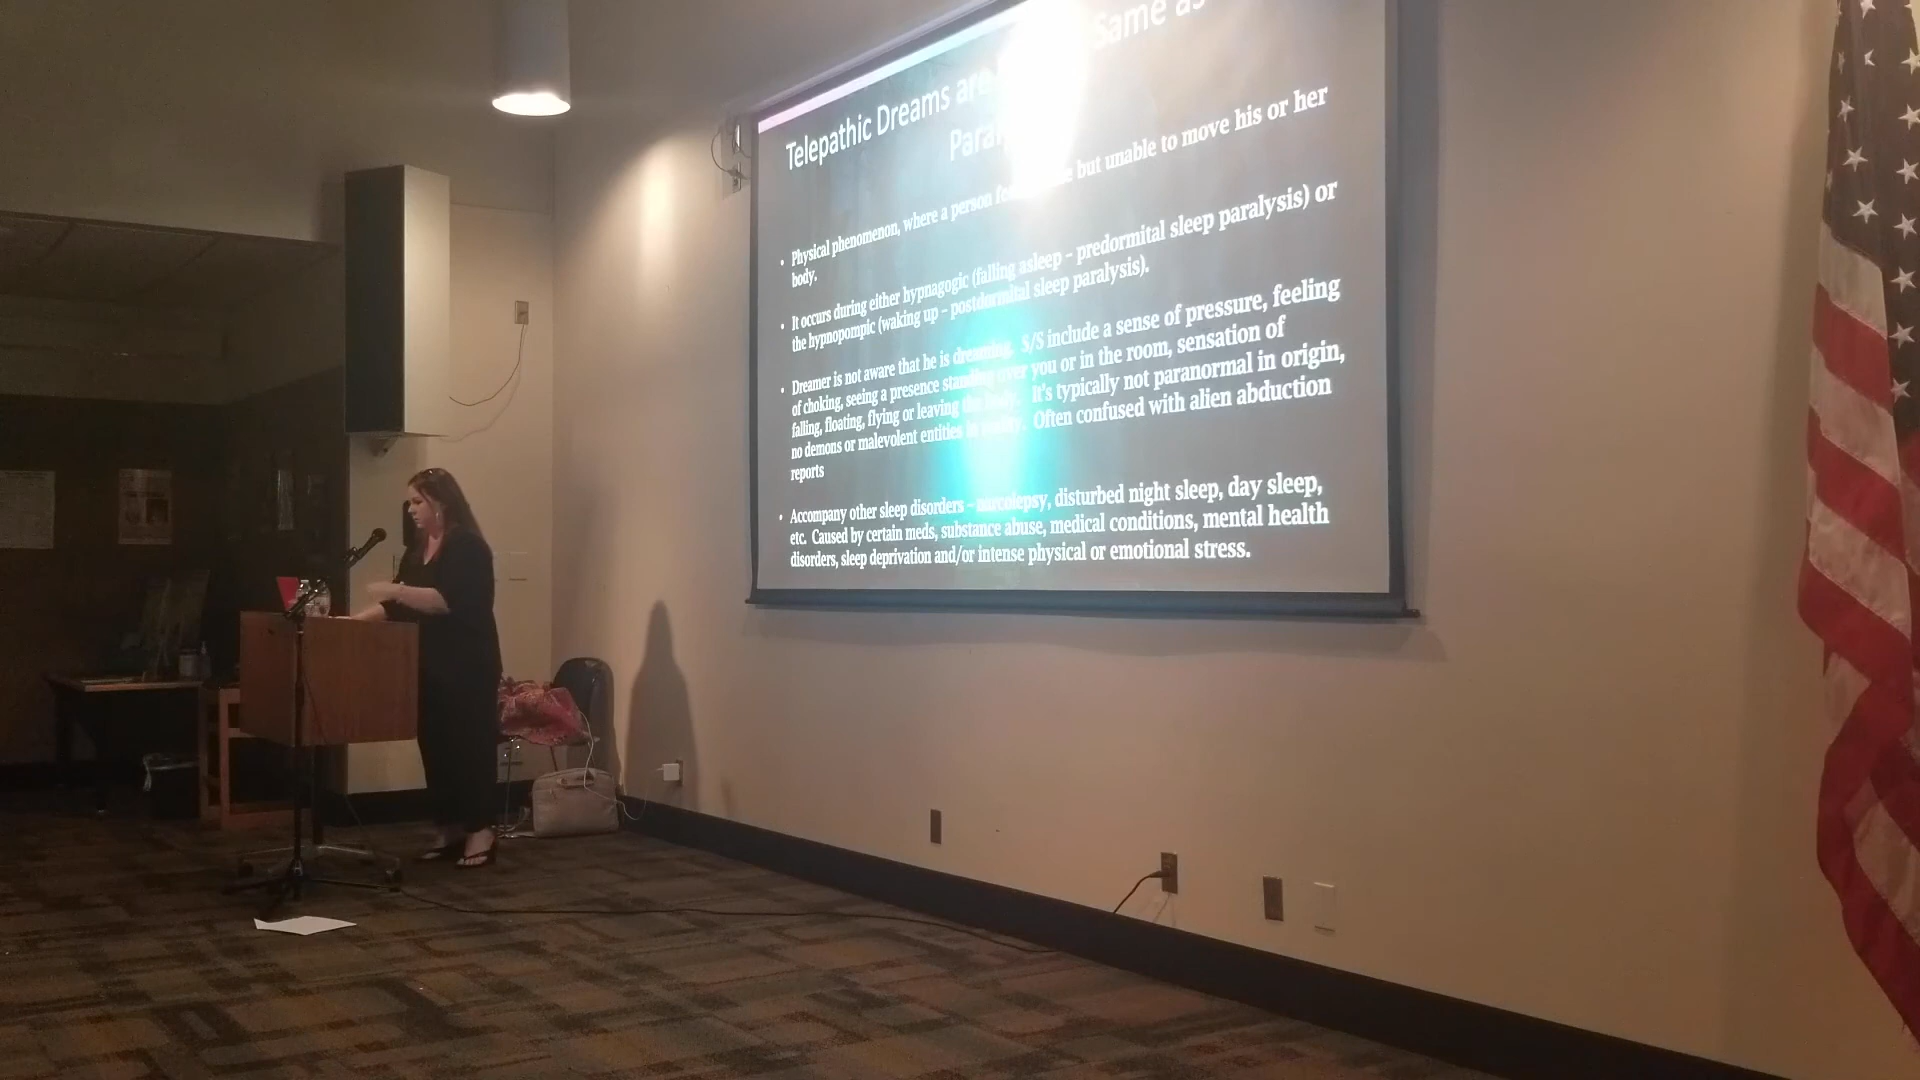 Telepathic Dreams are Same as
• Physical phenomenon, where a person but unable to move his or her
body.
• It occurs during either hypnagogic (falling asleep – predormital sleep paralysis) or
the hypnopompic (waking up – postdormital sleep paralysis).
• Dreamer is not aware that he is dreaming. S/S include a sense of pressure, feeling
of choking, seeing a presence standing over you or in the room, sensation of
falling, floating, flying or leaving the body. It's typically not paranormal in origin,
no demons or malevolent entities Often confused with alien abduction
reports
• Accompany other sleep disorders – narcolepsy, disturbed night sleep, day sleep,
etc. Caused by certain meds, substance abuse, medical conditions, mental health
disorders, sleep deprivation and/or intense physical or emotional stress.